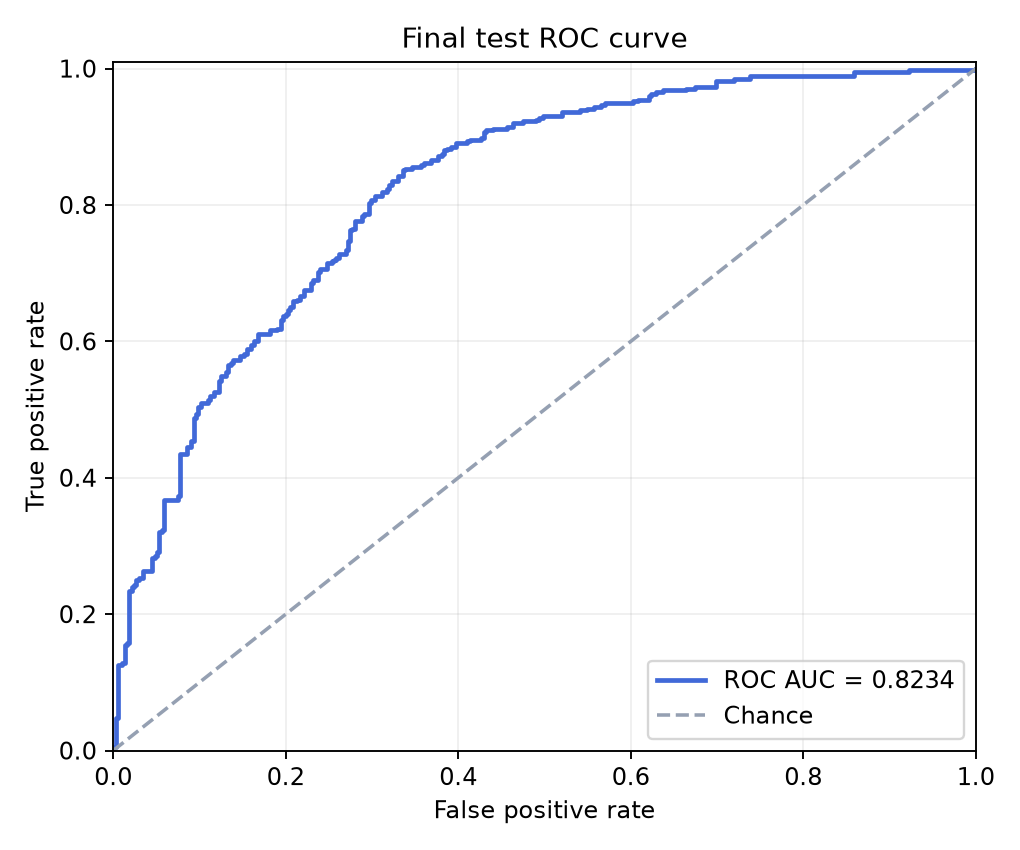 Final test ROC curve
1.0
0.8
0.6
0.4
0.2
0.0
True positive rate
0.0 0.2 0.4 0.6 0.8 1.0
False positive rate
ROC AUC = 0.8234
Chance